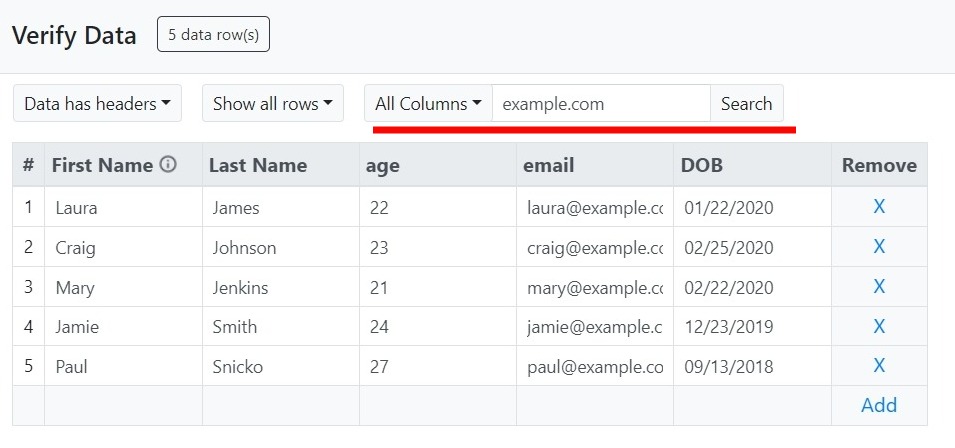 Verify Data 5 data row(s)
Data has headers Show all rows All Columns example.com Search
# First Name Last Name age email DOB Remove
1 Laura James 22 laura@example.cc 01/22/2020 X
2 Craig Johnson 23 craig@example.cc 02/25/2020 X
3 Mary Jenkins 21 mary@example.cc 02/22/2020 X
4 Jamie Smith 24 jamie@example.c 12/23/2019 X
5 Paul Snicko 27 paul@example.co 09/13/2018 X
Add